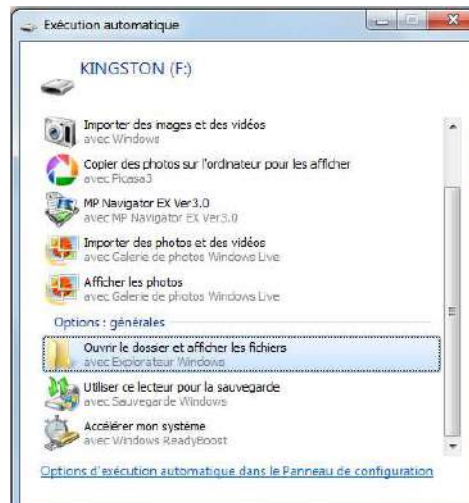 Exécution automatique
KINGSTON (F:)
Importer des images et des vidéos
avec Windows
Copier des photos sur l'ordinateur pour les afficher
avec Picasa3
MP Navigator EX Ver3.0
avec MP Navigator EX Ver3.0
Importer des photos et des vidéos
avec Galerie de photos Windows Live
Afficher les photos
avec Galerie de photos Windows Live
Options : générales
Ouvrir le dossier et afficher les fichiers
avec Explorateur Windows
Utiliser ce lecteur pour la sauvegarde
avec Sauvegarde Windows
Accélérer mon système
avec Windows ReadyBoost
Options d'exécution automatique dans le Panneau de configuration